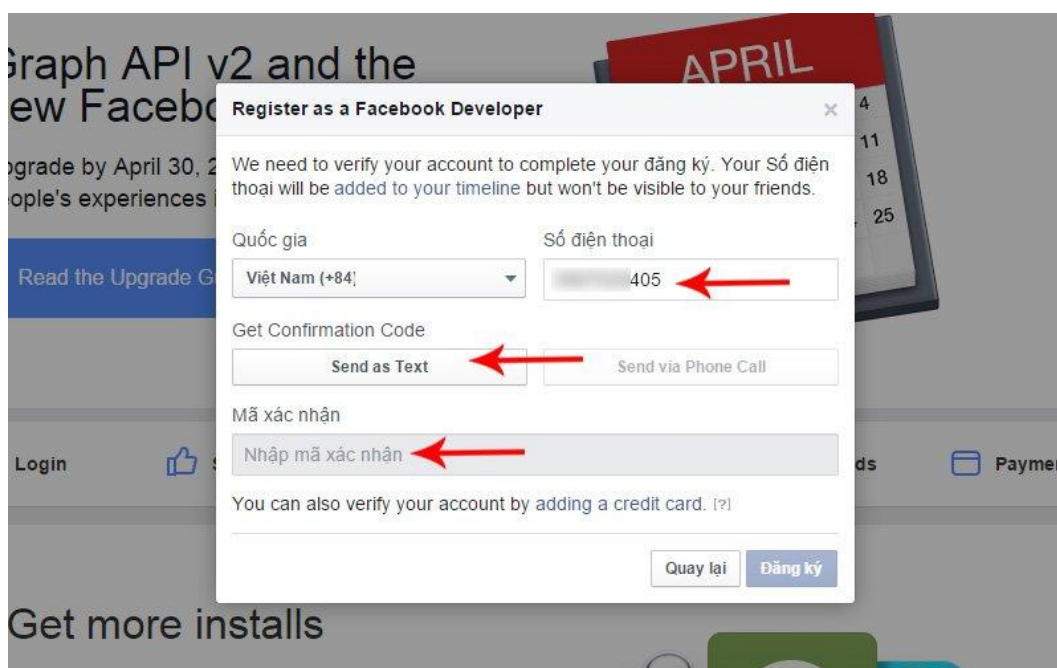 Graph API v2 and the
APRIL
ew Facebo
Register as a Facebook Developer
×
4
pgrade by April 30, 2
We need to verify your account to complete your đăng ký. Your Số điện
11
thoại will be added to your timeline but won't be visible to your friends.
18
eople's experiences i
25
Quốc gia
Số điện thoại
Read the Upgrade G
Việt Nam (+84)
405
Get Confirmation Code
Send as Text
Send via Phone Call
Mã xác nhận
Login
Nhập mã xác nhận
ds
Paymen
You can also verify your account by adding a credit card. [?]
Quay lại
Đăng ký
Get more installs